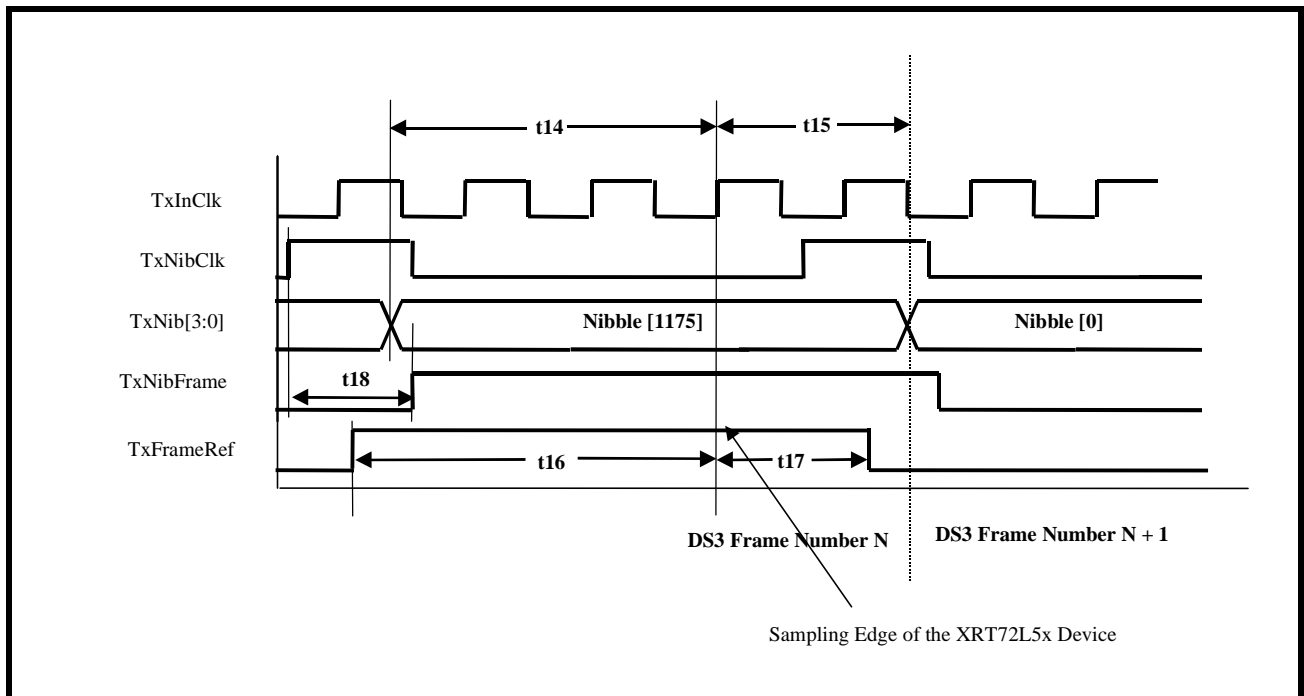 t14
t15
TxInClk
TxNibClk
TxNib[3:0]
Nibble [1175]
Nibble [0]
TxNibFrame
t18
TxFrameRef
t16
t17
DS3 Frame Number N
DS3 Frame Number N + 1
Sampling Edge of the XRT72L5x Device